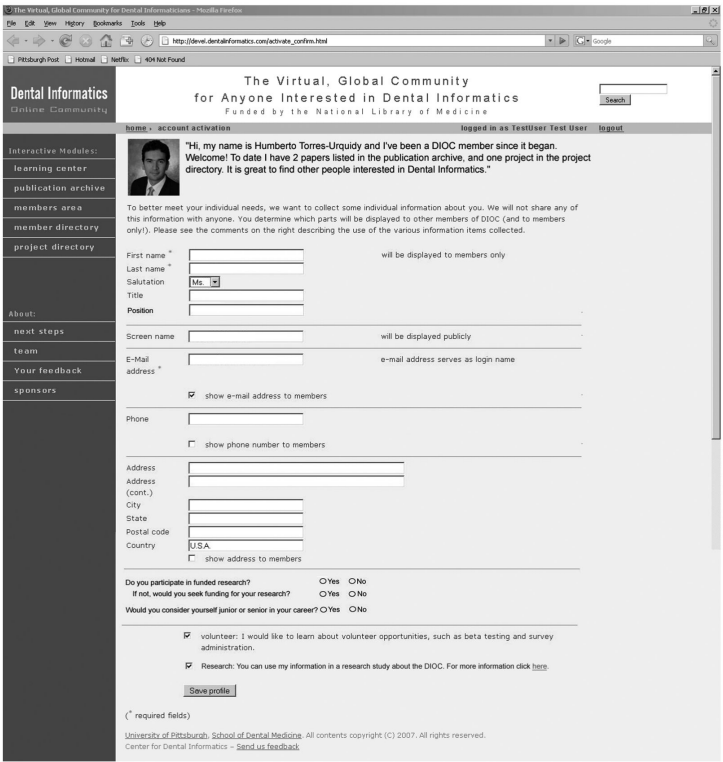 The Virtual, Global Community for Dental Informaticians - Mozilla Firefox
File Edit View History Bookmarks Tools Help
http://devel.dentalinformatics.com/activate_confirm.html
Google
Pittsburgh Post Hotmail Netflix 404 Not Found
Dental Informatics
Online Community
The Virtual, Global Community
for Anyone Interested in Dental Informatics
Funded by the National Library of Medicine
Search
home › account activation logged in as TestUser Test User logout
Interactive Modules:
learning center
publication archive
members area
member directory
project directory
About:
next steps
team
Your feedback
sponsors
"Hi, my name is Humberto Torres-Urquidy and I've been a DIOC member since it began.
Welcome! To date I have 2 papers listed in the publication archive, and one project in the project
directory. It is great to find other people interested in Dental Informatics."
To better meet your individual needs, we want to collect some individual information about you. We will not share any of
this information with anyone. You determine which parts will be displayed to other members of DIOC (and to members
only!). Please see the comments on the right describing the use of the various information items collected.
First name * will be displayed to members only
Last name *
Salutation Ms.
Title
Position
Screen name will be displayed publicly
E-Mail e-mail address serves as login name
address *
show e-mail address to members
Phone
show phone number to members
Address
Address
(cont.)
City
State
Postal code
Country U.S.A.
show address to members
Do you participate in funded research? Yes No
If not, would you seek funding for your research? Yes No
Would you consider yourself junior or senior in your career? Yes No
volunteer: I would like to learn about volunteer opportunities, such as beta testing and survey
administration.
Research: You can use my information in a research study about the DIOC. For more information click here.
Save profile
(* required fields)
University of Pittsburgh, School of Dental Medicine. All contents copyright (C) 2007. All rights reserved.
Center for Dental Informatics – Send us feedback